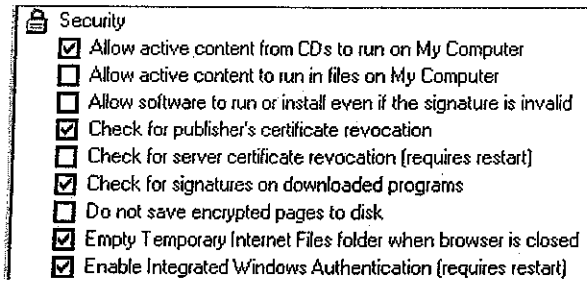 Security
Allow active content from CDs to run on My Computer
Allow active content to run in files on My Computer
Allow software to run or install even if the signature is invalid
Check for publisher's certificate revocation
Check for server certificate revocation (requires restart)
Check for signatures on downloaded programs
Do not save encrypted pages to disk
Empty Temporary Internet Files folder when browser is closed
Enable Integrated Windows Authentication (requires restart)